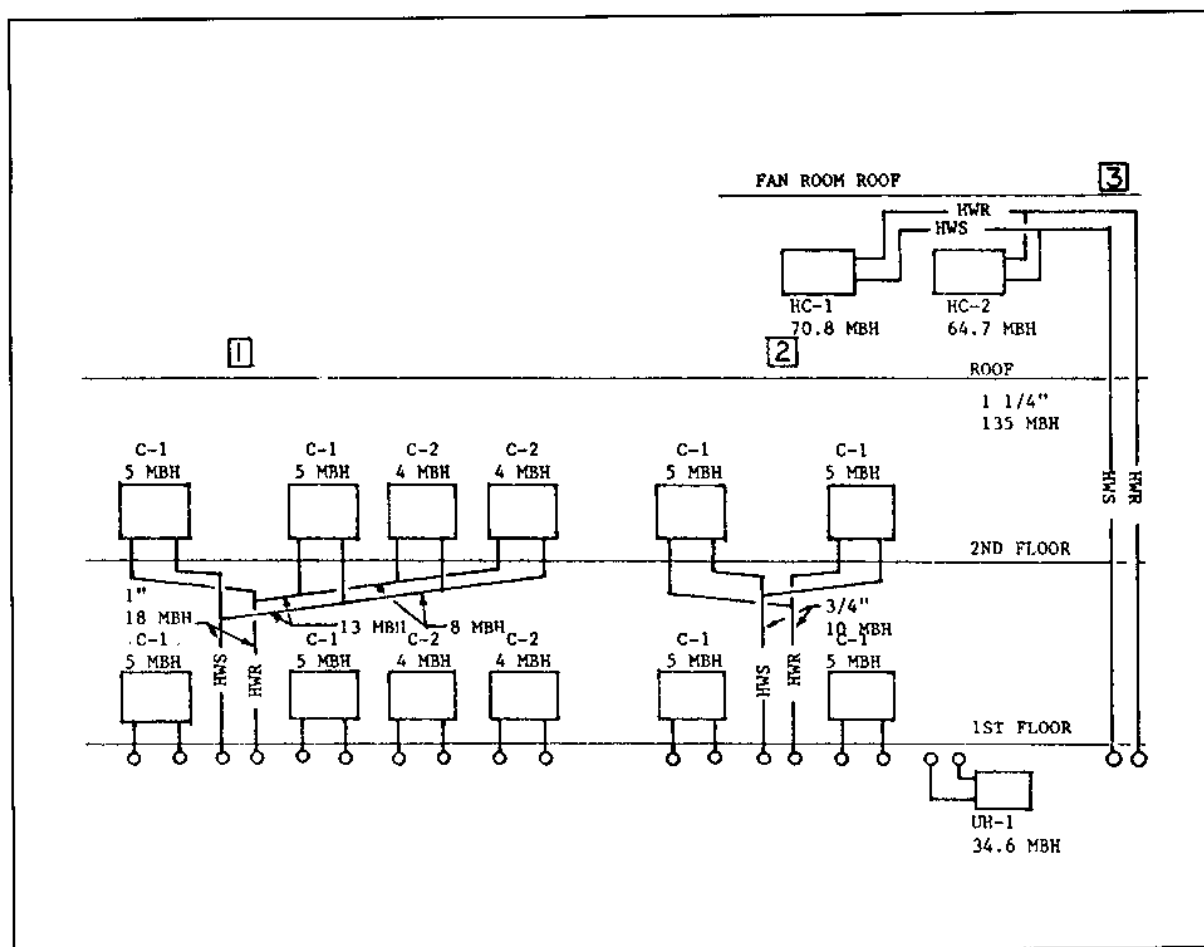 3
FAN ROOM ROOF
HWR
HWS
HC-1
70.8 MBH
HC-2
64.7 MBH
1
2
ROOF
1 1/4"
135 MBH
C-1
5 MBH
C-1
5 MBH
C-2
4 MBH
C-2
4 MBH
C-1
5 MBH
C-1
5 MBH
HWS
HWR
2ND FLOOR
1"
18 MBH
13 MBH
8 MBH
3/4"
10 MBH
C-1
5 MBH
HWS
HWR
C-1
5 MBH
C-2
4 MBH
C-2
4 MBH
C-1
5 MBH
HWS
HWR
C-1
5 MBH
1ST FLOOR
UH-1
34.6 MBH